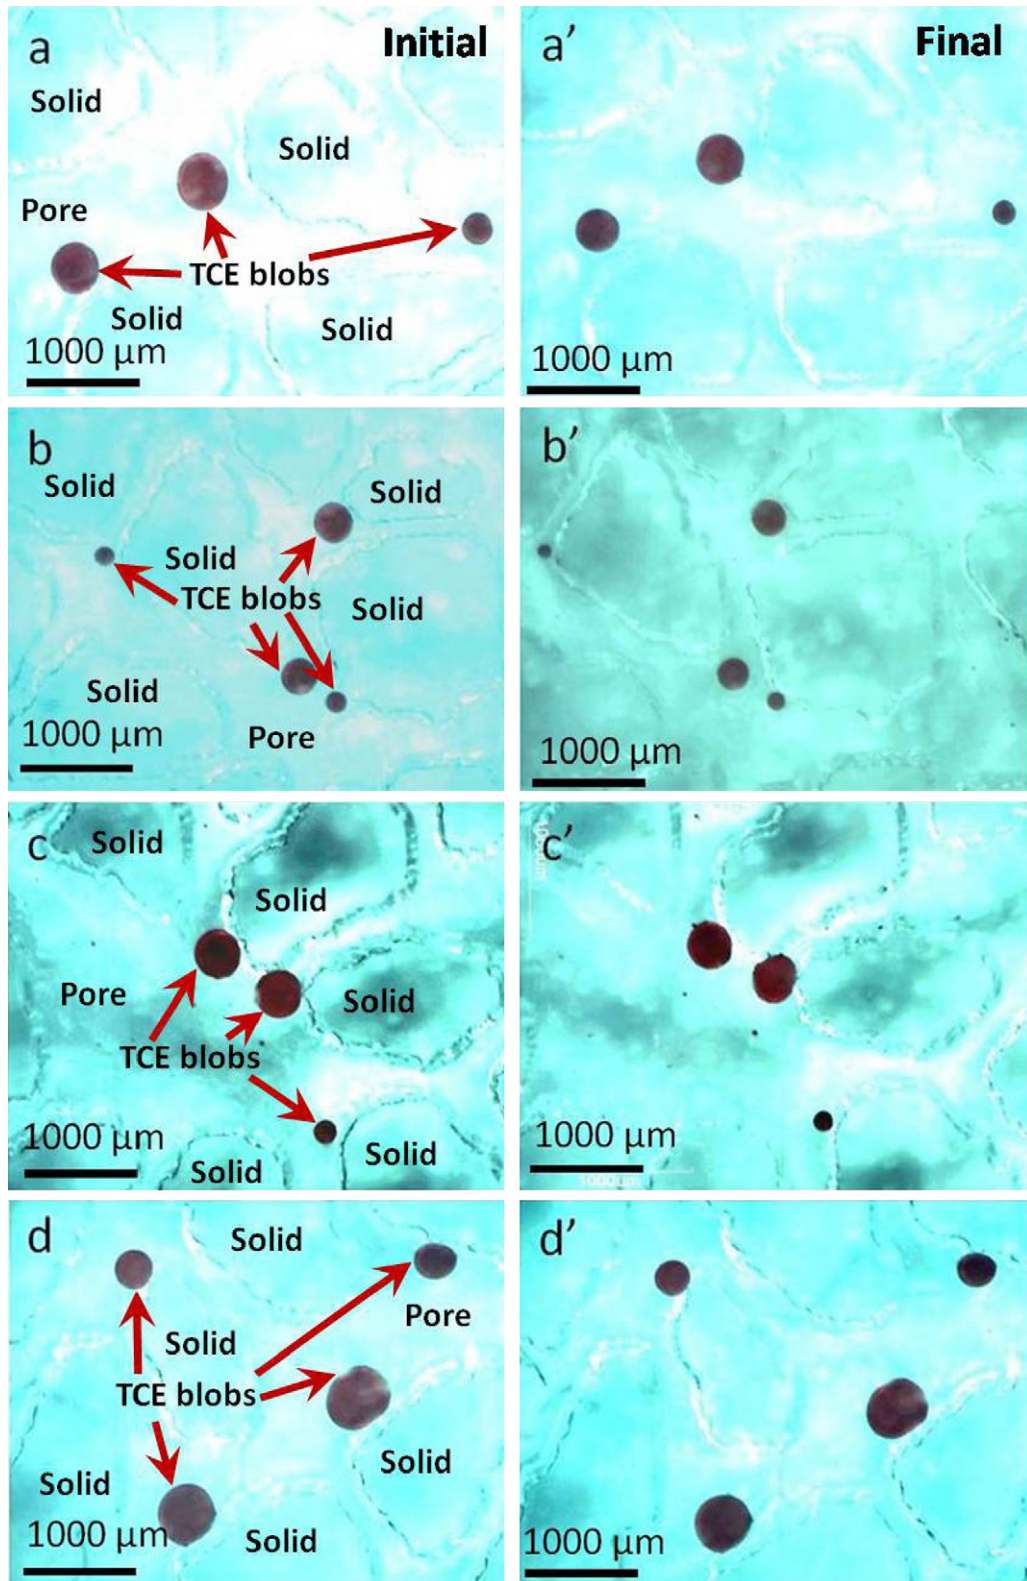 a
Initial
Solid
Solid
Pore
TCE blobs
Solid
Solid
1000 µm
a′
Final
1000 µm
b
Solid
Solid
Solid
TCE blobs
Solid
Solid
Pore
1000 µm
b′
1000 µm
c
Solid
Solid
Pore
Solid
TCE blobs
1000 µm
Solid
Solid
c′
1000 µm
1000µm
d
Solid
Pore
Solid
TCE blobs
Solid
Solid
1000 µm
Solid
d′
1000 µm